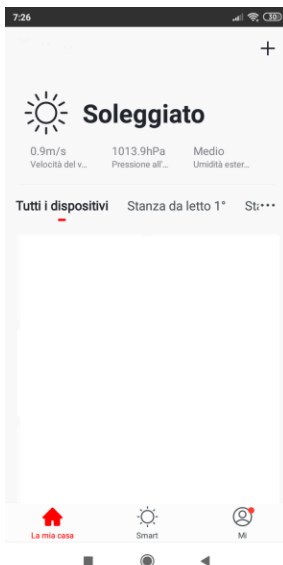 7:26
+
Soleggiato
0.9m/s 1013.9hPa Medio
Velocità del v... Pressione all'... Umidità ester...
Tutti i dispositivi Stanza da letto 1° Sta···
La mia casa Smart Mi